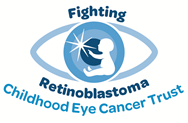 Fighting
Retinoblastoma
Childhood Eye Cancer Trust